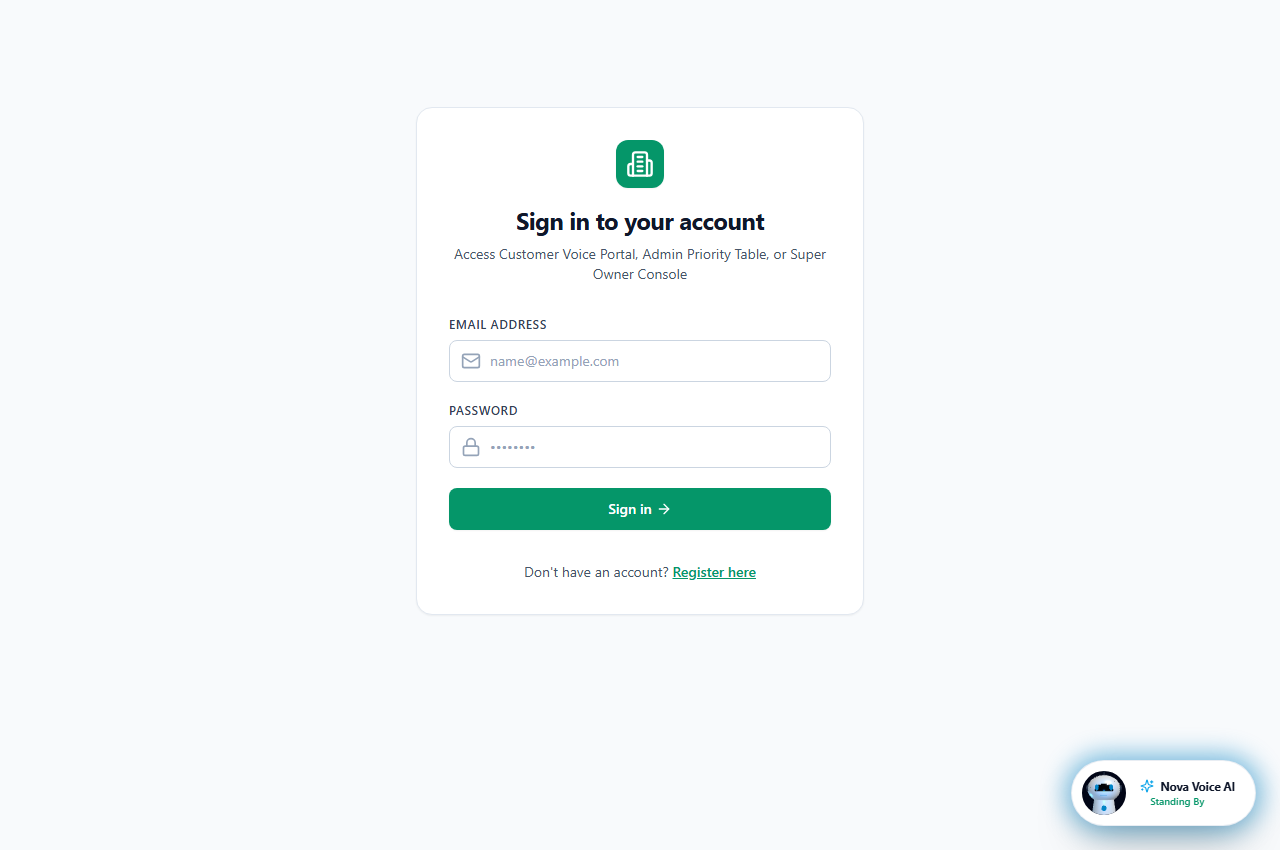 Sign in to your account
Access Customer Voice Portal, Admin Priority Table, or Super
Owner Console
EMAIL ADDRESS
name@example.com
PASSWORD
••••••••
Sign in →
Don't have an account? Register here
Nova Voice AI
Standing By